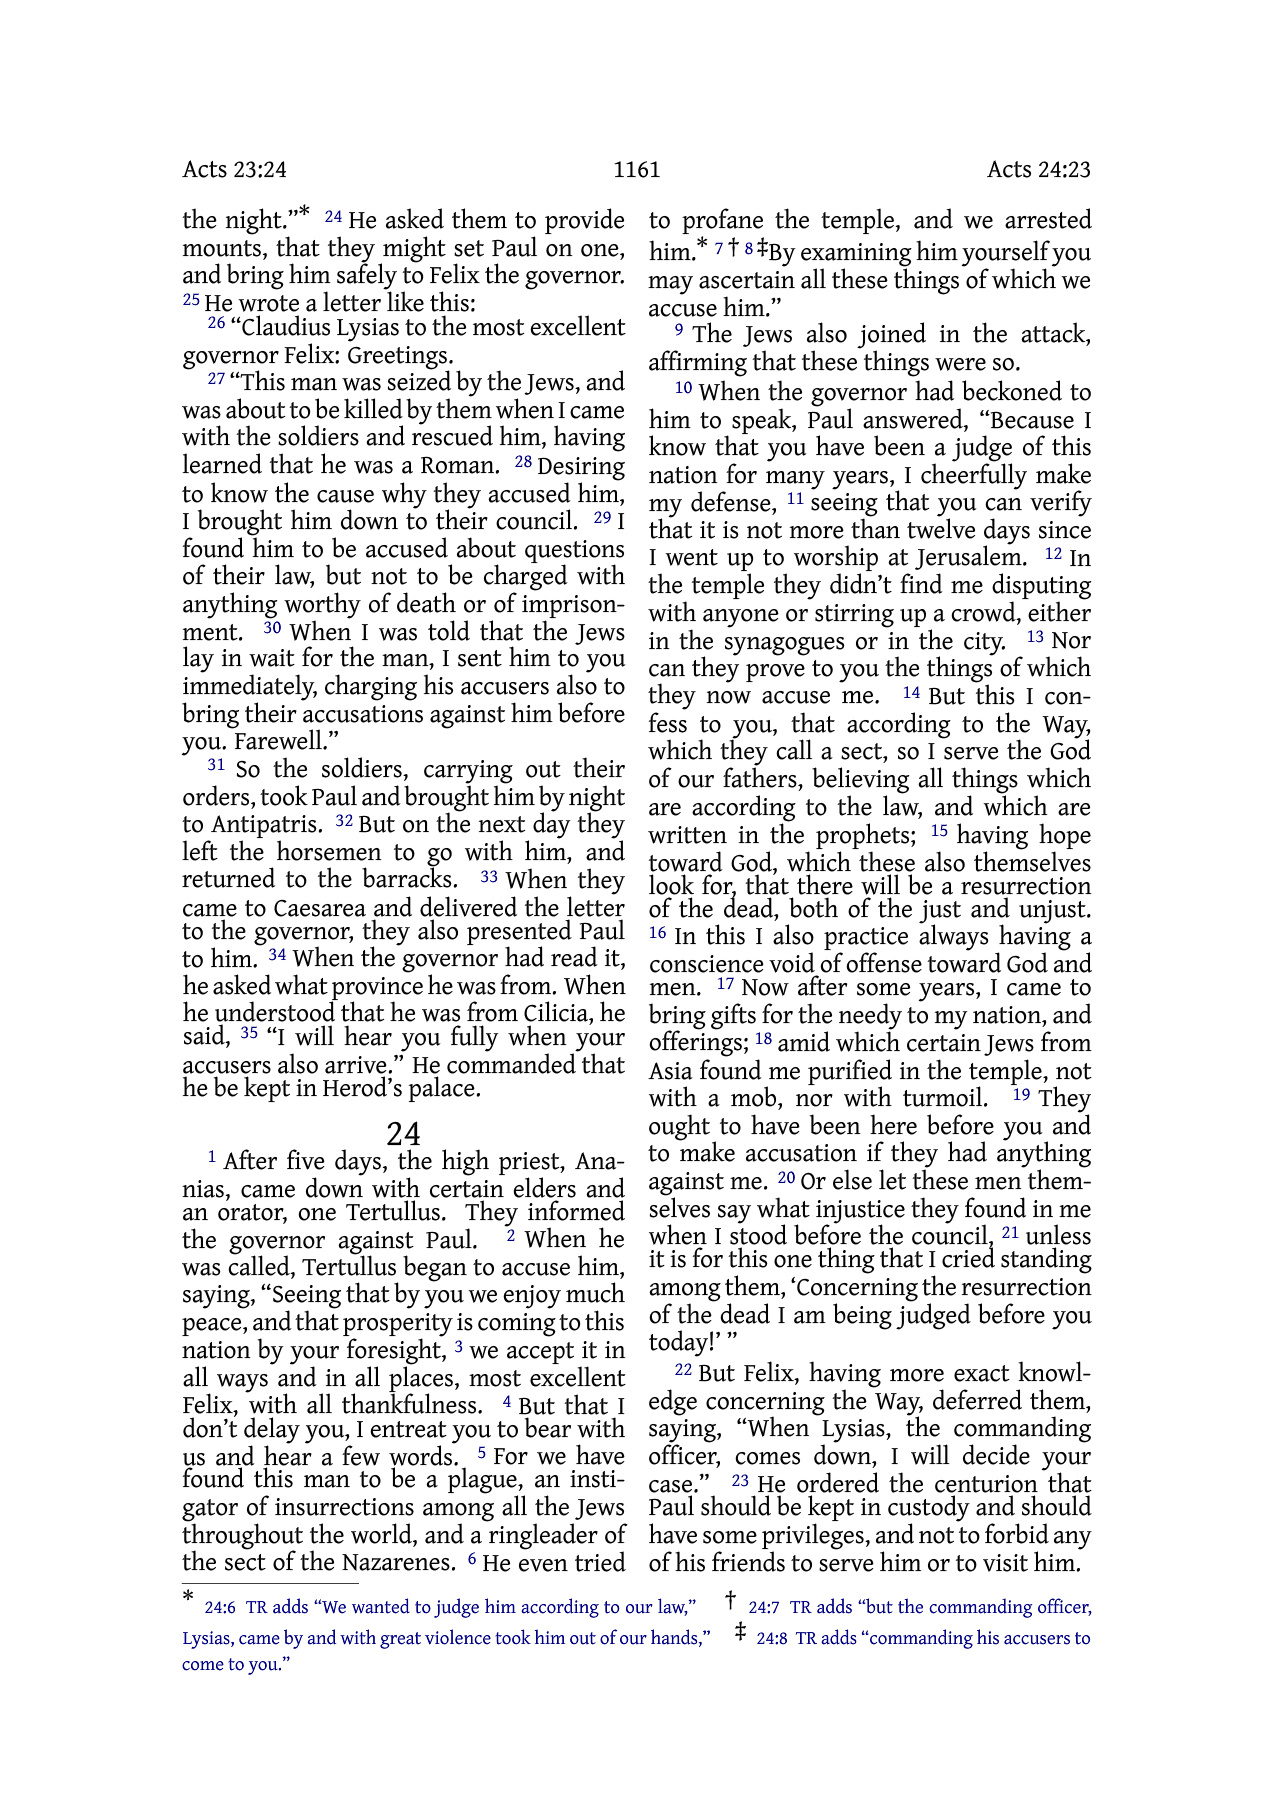 Acts 23:24 1161 Acts 24:23
the night.”* 24 He asked them to provide
mounts, that they might set Paul on one,
and bring him safely to Felix the governor.
25 He wrote a letter like this:
26 “Claudius Lysias to the most excellent
governor Felix: Greetings.
27 “This man was seized by the Jews, and
was about to be killed by them when I came
with the soldiers and rescued him, having
learned that he was a Roman. 28 Desiring
to know the cause why they accused him,
I brought him down to their council. 29 I
found him to be accused about questions
of their law, but not to be charged with
anything worthy of death or of imprison-
ment. 30 When I was told that the Jews
lay in wait for the man, I sent him to you
immediately, charging his accusers also to
bring their accusations against him before
you. Farewell.”
31 So the soldiers, carrying out their
orders, took Paul and brought him by night
to Antipatris. 32 But on the next day they
left the horsemen to go with him, and
returned to the barracks. 33 When they
came to Caesarea and delivered the letter
to the governor, they also presented Paul
to him. 34 When the governor had read it,
he asked what province he was from. When
he understood that he was from Cilicia, he
said, 35 “I will hear you fully when your
accusers also arrive.” He commanded that
he be kept in Herod’s palace.
24
1 After five days, the high priest, Ana-
nias, came down with certain elders and
an orator, one Tertullus. They informed
the governor against Paul. 2 When he
was called, Tertullus began to accuse him,
saying, “Seeing that by you we enjoy much
peace, and that prosperity is coming to this
nation by your foresight, 3 we accept it in
all ways and in all places, most excellent
Felix, with all thankfulness. 4 But that I
don’t delay you, I entreat you to bear with
us and hear a few words. 5 For we have
found this man to be a plague, an insti-
gator of insurrections among all the Jews
throughout the world, and a ringleader of
the sect of the Nazarenes. 6 He even tried
to profane the temple, and we arrested
him.* 7 † 8 ‡By examining him yourself you
may ascertain all these things of which we
accuse him.”
9 The Jews also joined in the attack,
affirming that these things were so.
10 When the governor had beckoned to
him to speak, Paul answered, “Because I
know that you have been a judge of this
nation for many years, I cheerfully make
my defense, 11 seeing that you can verify
that it is not more than twelve days since
I went up to worship at Jerusalem. 12 In
the temple they didn’t find me disputing
with anyone or stirring up a crowd, either
in the synagogues or in the city. 13 Nor
can they prove to you the things of which
they now accuse me. 14 But this I con-
fess to you, that according to the Way,
which they call a sect, so I serve the God
of our fathers, believing all things which
are according to the law, and which are
written in the prophets; 15 having hope
toward God, which these also themselves
look for, that there will be a resurrection
of the dead, both of the just and unjust.
16 In this I also practice always having a
conscience void of offense toward God and
men. 17 Now after some years, I came to
bring gifts for the needy to my nation, and
offerings; 18 amid which certain Jews from
Asia found me purified in the temple, not
with a mob, nor with turmoil. 19 They
ought to have been here before you and
to make accusation if they had anything
against me. 20 Or else let these men them-
selves say what injustice they found in me
when I stood before the council, 21 unless
it is for this one thing that I cried standing
among them, ‘Concerning the resurrection
of the dead I am being judged before you
today!’ ”
22 But Felix, having more exact knowl-
edge concerning the Way, deferred them,
saying, “When Lysias, the commanding
officer, comes down, I will decide your
case.” 23 He ordered the centurion that
Paul should be kept in custody and should
have some privileges, and not to forbid any
of his friends to serve him or to visit him.
* 24:6 TR adds “We wanted to judge him according to our law,” † 24:7 TR adds “but the commanding officer,
Lysias, came by and with great violence took him out of our hands,” ‡ 24:8 TR adds “commanding his accusers to
come to you.”